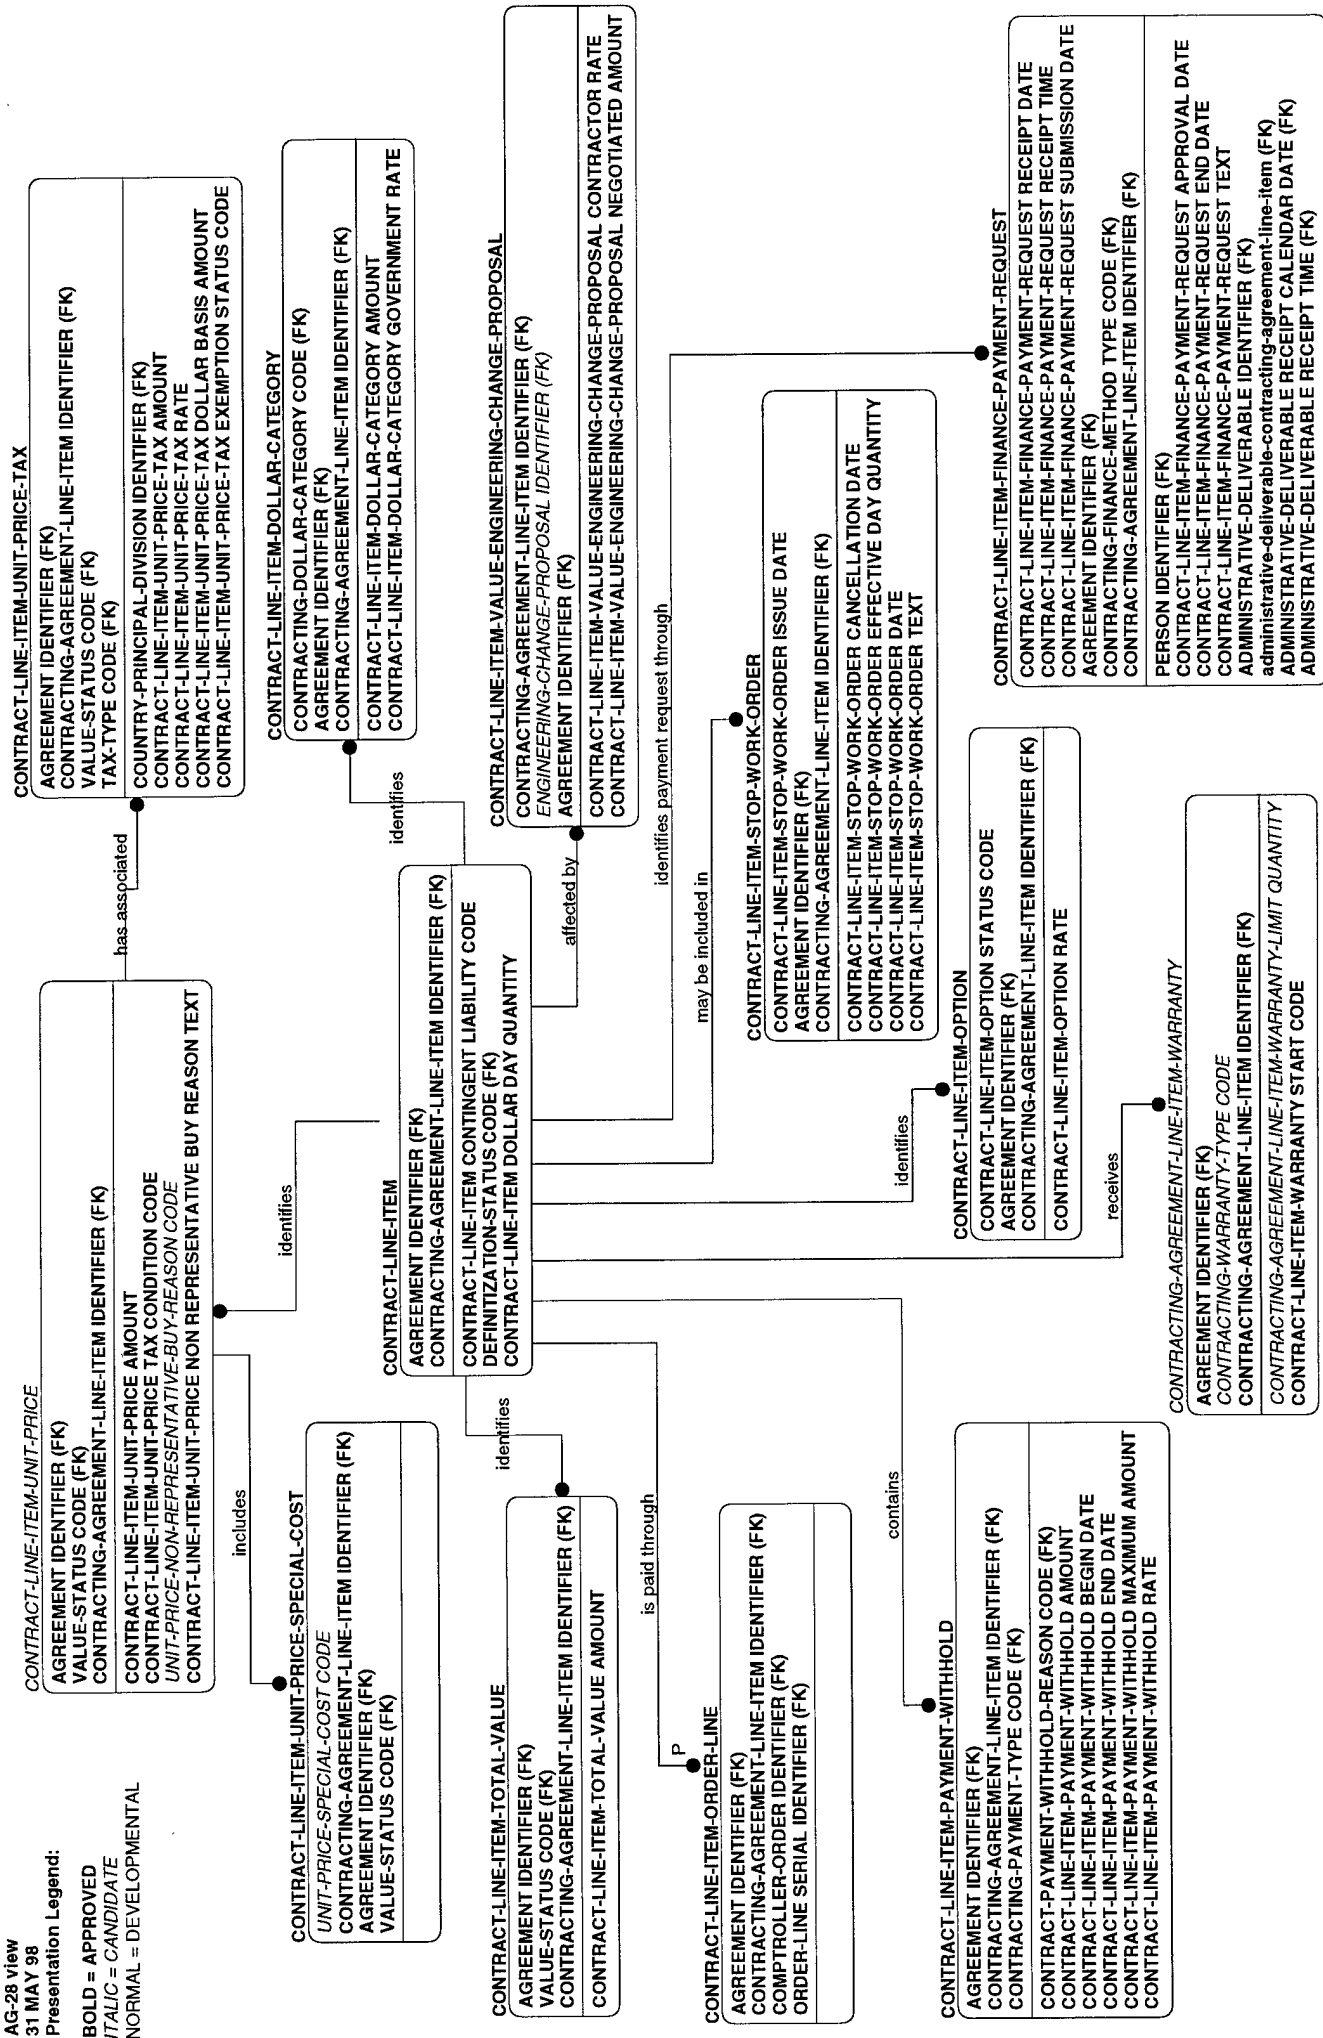 AG-28 view
31 MAY 98
Presentation Legend:
BOLD = APPROVED
ITALIC = CANDIDATE
NORMAL = DEVELOPMENTAL
CONTRACT-LINE-ITEM-UNIT-PRICE
AGREEMENT IDENTIFIER (FK)
VALUE-STATUS CODE (FK)
CONTRACTING-AGREEMENT-LINE-ITEM IDENTIFIER (FK)
CONTRACT-LINE-ITEM-UNIT-PRICE AMOUNT
CONTRACT-LINE-ITEM-UNIT-PRICE TAX CONDITION CODE
UNIT-PRICE-NON-REPRESENTATIVE-BUY-REASON CODE
CONTRACT-LINE-ITEM-UNIT-PRICE NON REPRESENTATIVE BUY REASON TEXT
has associated
CONTRACT-LINE-ITEM-UNIT-PRICE-TAX
AGREEMENT IDENTIFIER (FK)
CONTRACTING-AGREEMENT-LINE-ITEM IDENTIFIER (FK)
VALUE-STATUS CODE (FK)
TAX-TYPE CODE (FK)
COUNTRY-PRINCIPAL-DIVISION IDENTIFIER (FK)
CONTRACT-LINE-ITEM-UNIT-PRICE-TAX AMOUNT
CONTRACT-LINE-ITEM-UNIT-PRICE-TAX RATE
CONTRACT-LINE-ITEM-UNIT-PRICE-TAX DOLLAR BASIS AMOUNT
CONTRACT-LINE-ITEM-UNIT-PRICE-TAX EXEMPTION STATUS CODE
includes
identifies
CONTRACT-LINE-ITEM-UNIT-PRICE-SPECIAL-COST
UNIT-PRICE-SPECIAL-COST CODE
CONTRACTING-AGREEMENT-LINE-ITEM IDENTIFIER (FK)
AGREEMENT IDENTIFIER (FK)
VALUE-STATUS CODE (FK)
CONTRACT-LINE-ITEM
AGREEMENT IDENTIFIER (FK)
CONTRACTING-AGREEMENT-LINE-ITEM IDENTIFIER (FK)
CONTRACT-LINE-ITEM CONTINGENT LIABILITY CODE
DEFINITIZATION-STATUS CODE (FK)
CONTRACT-LINE-ITEM DOLLAR DAY QUANTITY
identifies
CONTRACT-LINE-ITEM-DOLLAR-CATEGORY
CONTRACTING-DOLLAR-CATEGORY CODE (FK)
AGREEMENT IDENTIFIER (FK)
CONTRACTING-AGREEMENT-LINE-ITEM IDENTIFIER (FK)
CONTRACT-LINE-ITEM-DOLLAR-CATEGORY AMOUNT
CONTRACT-LINE-ITEM-DOLLAR-CATEGORY GOVERNMENT RATE
identifies
CONTRACT-LINE-ITEM-TOTAL-VALUE
AGREEMENT IDENTIFIER (FK)
VALUE-STATUS CODE (FK)
CONTRACTING-AGREEMENT-LINE-ITEM IDENTIFIER (FK)
CONTRACT-LINE-ITEM-TOTAL-VALUE AMOUNT
affected by
CONTRACT-LINE-ITEM-VALUE-ENGINEERING-CHANGE-PROPOSAL
CONTRACTING-AGREEMENT-LINE-ITEM IDENTIFIER (FK)
ENGINEERING-CHANGE-PROPOSAL IDENTIFIER (FK)
AGREEMENT IDENTIFIER (FK)
CONTRACT-LINE-ITEM-VALUE-ENGINEERING-CHANGE-PROPOSAL CONTRACTOR RATE
CONTRACT-LINE-ITEM-VALUE-ENGINEERING-CHANGE-PROPOSAL NEGOTIATED AMOUNT
is paid through
P
CONTRACT-LINE-ITEM-ORDER-LINE
AGREEMENT IDENTIFIER (FK)
CONTRACTING-AGREEMENT-LINE-ITEM IDENTIFIER (FK)
COMPTROLLER-ORDER IDENTIFIER (FK)
ORDER-LINE SERIAL IDENTIFIER (FK)
identifies payment request through
may be included in
CONTRACT-LINE-ITEM-STOP-WORK-ORDER
CONTRACT-LINE-ITEM-STOP-WORK-ORDER ISSUE DATE
AGREEMENT IDENTIFIER (FK)
CONTRACTING-AGREEMENT-LINE-ITEM IDENTIFIER (FK)
CONTRACT-LINE-ITEM-STOP-WORK-ORDER CANCELLATION DATE
CONTRACT-LINE-ITEM-STOP-WORK-ORDER EFFECTIVE DAY QUANTITY
CONTRACT-LINE-ITEM-STOP-WORK-ORDER DATE
CONTRACT-LINE-ITEM-STOP-WORK-ORDER TEXT
contains
CONTRACT-LINE-ITEM-PAYMENT-WITHHOLD
AGREEMENT IDENTIFIER (FK)
CONTRACTING-AGREEMENT-LINE-ITEM IDENTIFIER (FK)
CONTRACTING-PAYMENT-TYPE CODE (FK)
CONTRACT-PAYMENT-WITHHOLD-REASON CODE (FK)
CONTRACT-LINE-ITEM-PAYMENT-WITHHOLD AMOUNT
CONTRACT-LINE-ITEM-PAYMENT-WITHHOLD BEGIN DATE
CONTRACT-LINE-ITEM-PAYMENT-WITHHOLD END DATE
CONTRACT-LINE-ITEM-PAYMENT-WITHHOLD MAXIMUM AMOUNT
CONTRACT-LINE-ITEM-PAYMENT-WITHHOLD RATE
identifies
CONTRACT-LINE-ITEM-OPTION
CONTRACT-LINE-ITEM-OPTION STATUS CODE
AGREEMENT IDENTIFIER (FK)
CONTRACTING-AGREEMENT-LINE-ITEM IDENTIFIER (FK)
CONTRACT-LINE-ITEM-OPTION RATE
CONTRACT-LINE-ITEM-FINANCE-PAYMENT-REQUEST
CONTRACT-LINE-ITEM-FINANCE-PAYMENT-REQUEST RECEIPT DATE
CONTRACT-LINE-ITEM-FINANCE-PAYMENT-REQUEST RECEIPT TIME
CONTRACT-LINE-ITEM-FINANCE-PAYMENT-REQUEST SUBMISSION DATE
AGREEMENT IDENTIFIER (FK)
CONTRACTING-FINANCE-METHOD TYPE CODE (FK)
CONTRACTING-AGREEMENT-LINE-ITEM IDENTIFIER (FK)
PERSON IDENTIFIER (FK)
CONTRACT-LINE-ITEM-FINANCE-PAYMENT-REQUEST APPROVAL DATE
CONTRACT-LINE-ITEM-FINANCE-PAYMENT-REQUEST END DATE
CONTRACT-LINE-ITEM-FINANCE-PAYMENT-REQUEST TEXT
ADMINISTRATIVE-DELIVERABLE IDENTIFIER (FK)
administrative-deliverable-contracting-agreement-line-item (FK)
ADMINISTRATIVE-DELIVERABLE RECEIPT CALENDAR DATE (FK)
ADMINISTRATIVE-DELIVERABLE RECEIPT TIME (FK)
receives
CONTRACTING-AGREEMENT-LINE-ITEM-WARRANTY
AGREEMENT IDENTIFIER (FK)
CONTRACTING-WARRANTY-TYPE CODE
CONTRACTING-AGREEMENT-LINE-ITEM IDENTIFIER (FK)
CONTRACTING-AGREEMENT-LINE-ITEM-WARRANTY-LIMIT QUANTITY
CONTRACT-LINE-ITEM-WARRANTY START CODE